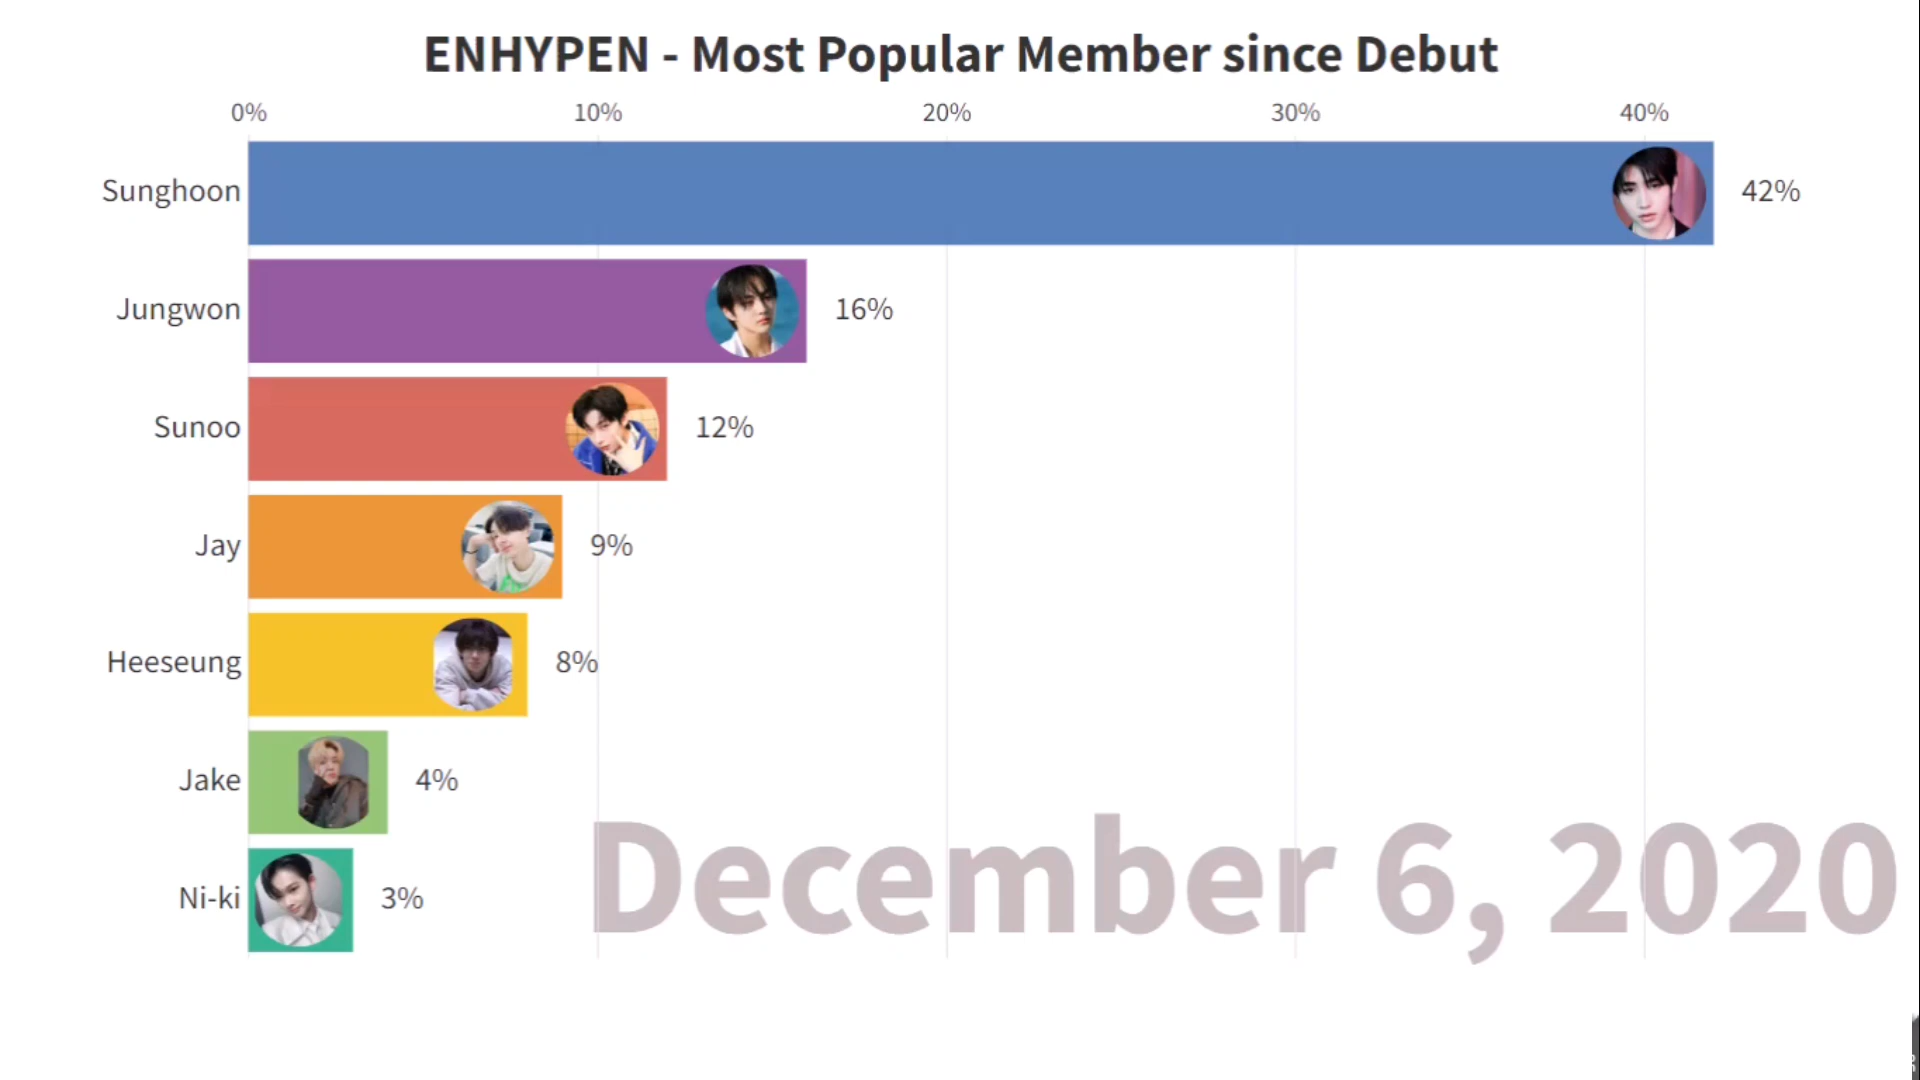 ENHYPEN - Most Popular Member since Debut
0% 10% 20% 30% 40%
Sunghoon 42%
Jungwon 16%
Sunoo 12%
Jay 9%
Heeseung 8%
Jake 4%
Ni-ki 3%
December 6, 2020